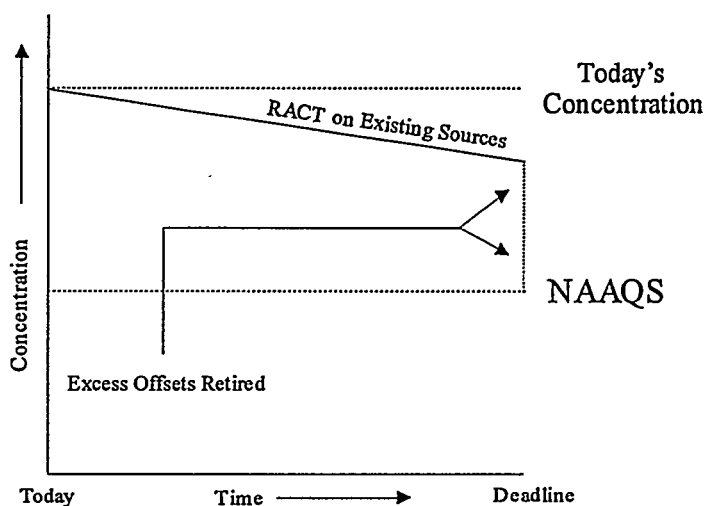 Today's
Concentration
RACT on Existing Sources
NAAQS
Concentration
Excess Offsets Retired
Today
Time
Deadline